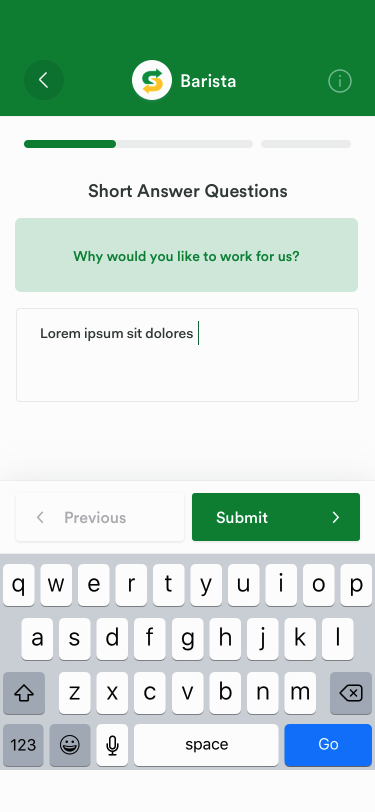 Barista
Short Answer Questions
Why would you like to work for us?
Lorem ipsum sit dolores
Previous
Submit
q w e r t y u i o p
a s d f g h j k l
z x c v b n m
123 space Go